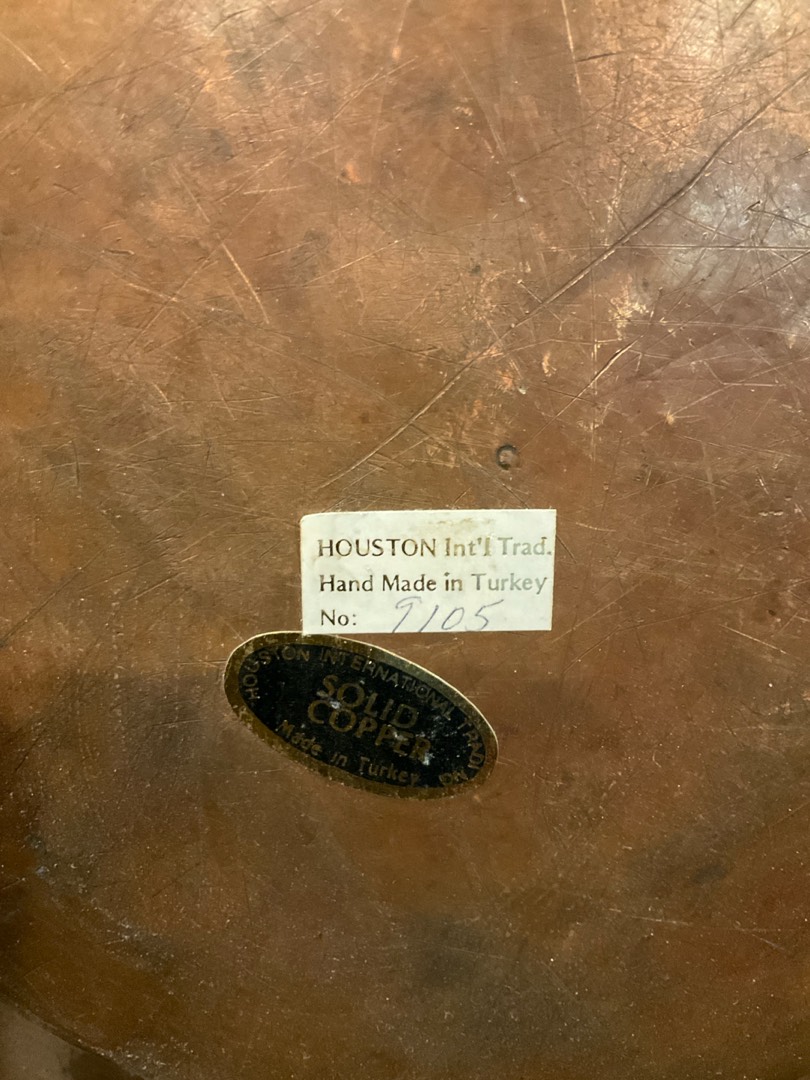 HOUSTON Int'l Trad.
Hand Made in Turkey
No: 9105
HOUSTON INTERNATIONAL TRADING
SOLID
COPPER
Made in Turkey